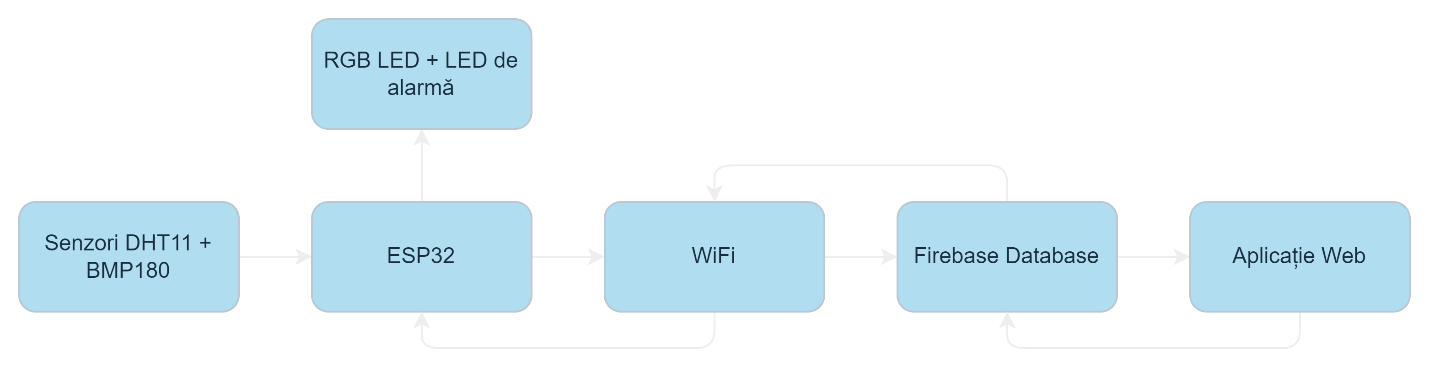 RGB LED + LED de
alarmă
Senzori DHT11 +
BMP180
ESP32
WiFi
Firebase Database
Aplicație Web